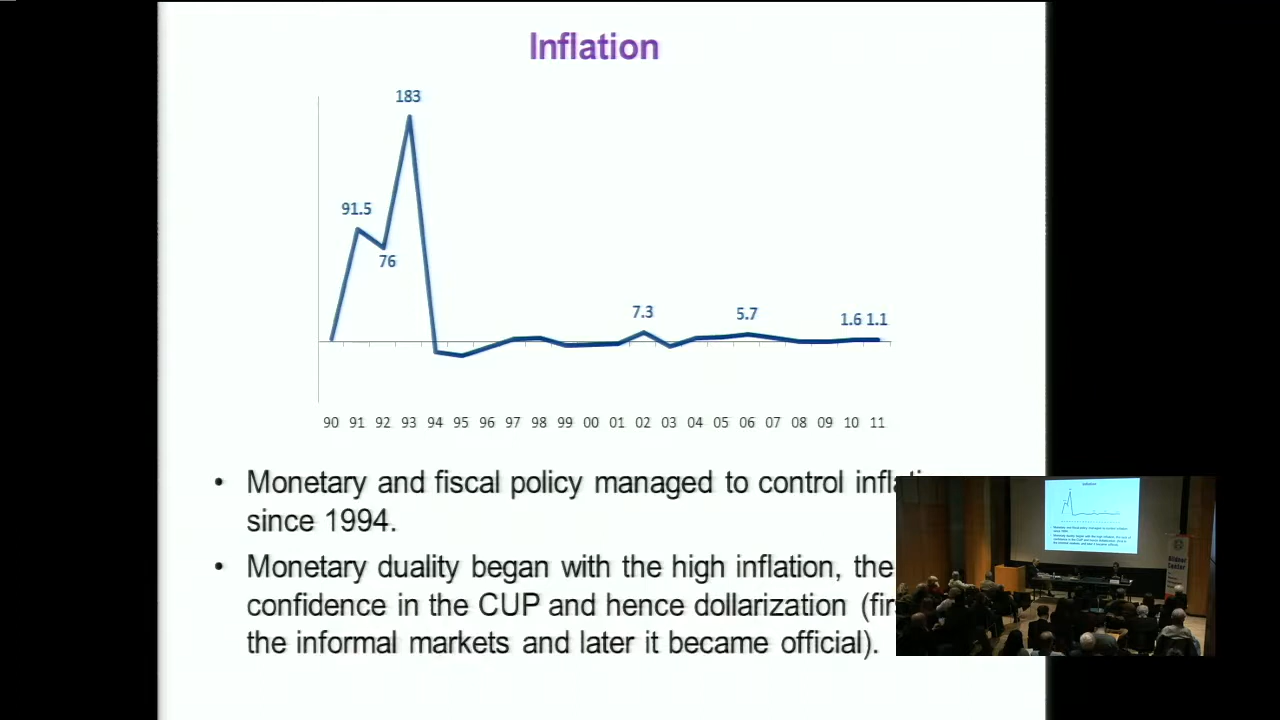 Inflation
183
91.5
76
7.3
5.7
1.6 1.1
90 91 92 93 94 95 96 97 98 99 00 01 02 03 04 05 06 07 08 09 10 11
• Monetary and fiscal policy managed to control
since 1994.
• Monetary duality began with the high inflation, the
confidence in the CUP and hence dollarization
the informal markets and later it became official).